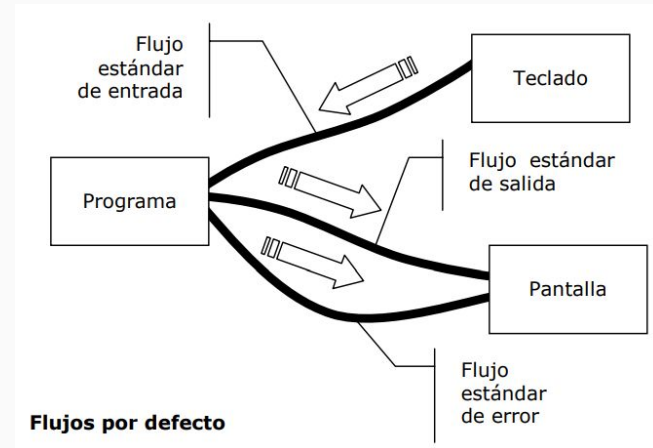 Flujo
estándar
de entrada
Teclado
Flujo estándar
de salida
Programa
Pantalla
Flujo
estándar
de error
Flujos por defecto